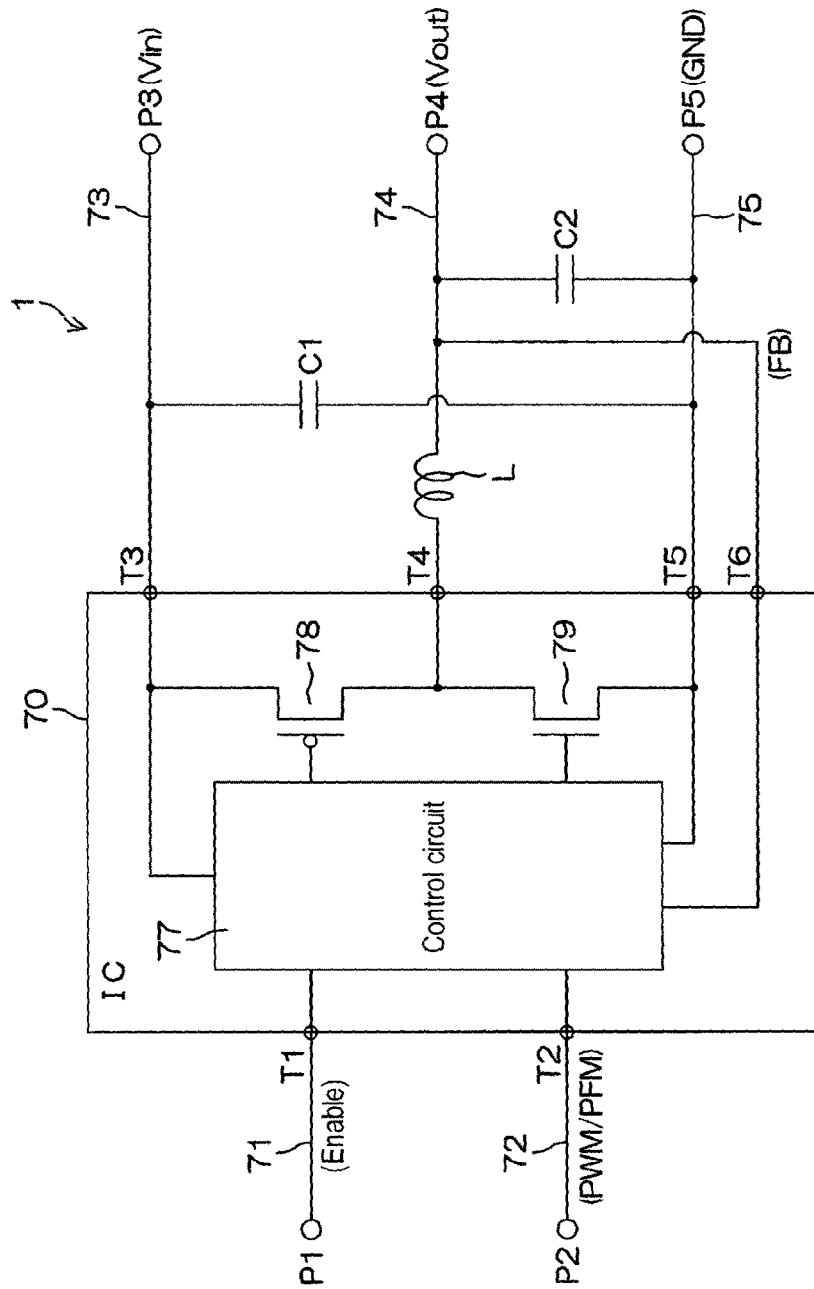 1
P3(Vin)
73
P4(Vout)
74
P5(GND)
75
C1
C2
(FB)
L
T3
T4
T5
T6
70
IC
77
78
79
Control circuit
T1
T2
71
(Enable)
72
(PWM/PFM)
P1
P2